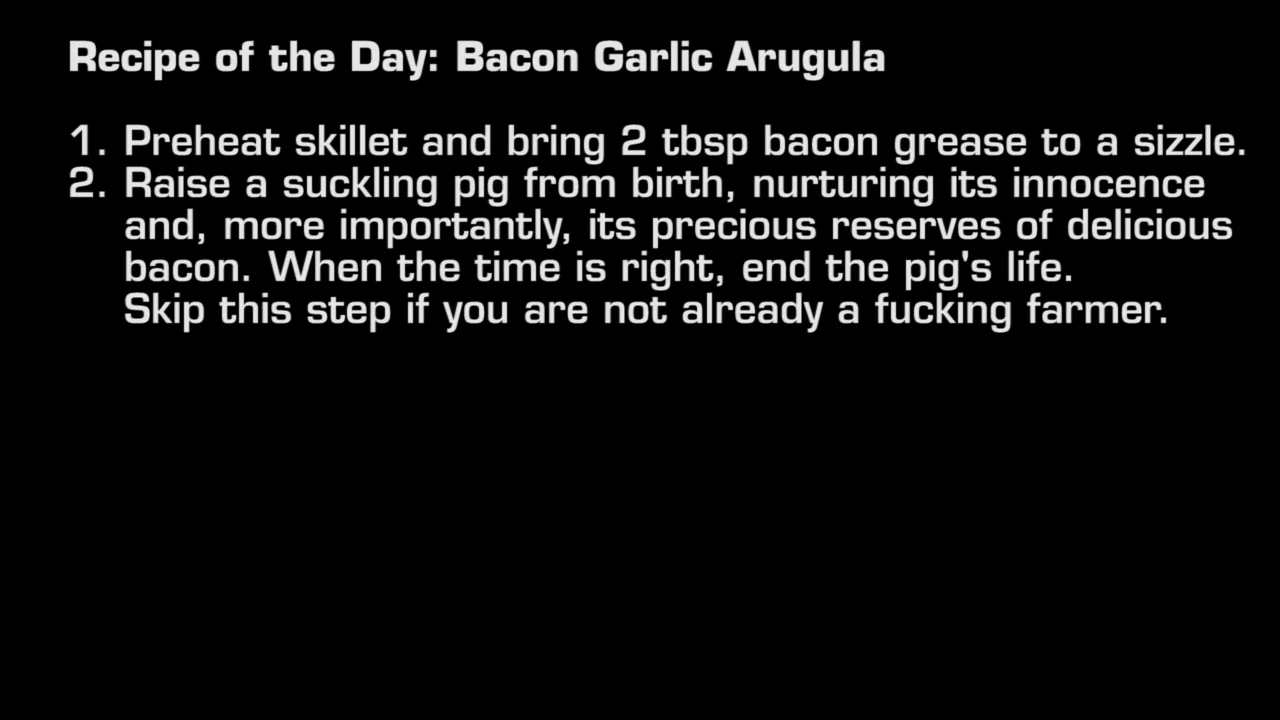 Recipe of the Day: Bacon Garlic Arugula
1. Preheat skillet and bring 2 tbsp bacon grease to a sizzle.
2. Raise a suckling pig from birth, nurturing its innocence
and, more importantly, its precious reserves of delicious
bacon. When the time is right, end the pig's life.
Skip this step if you are not already a fucking farmer.